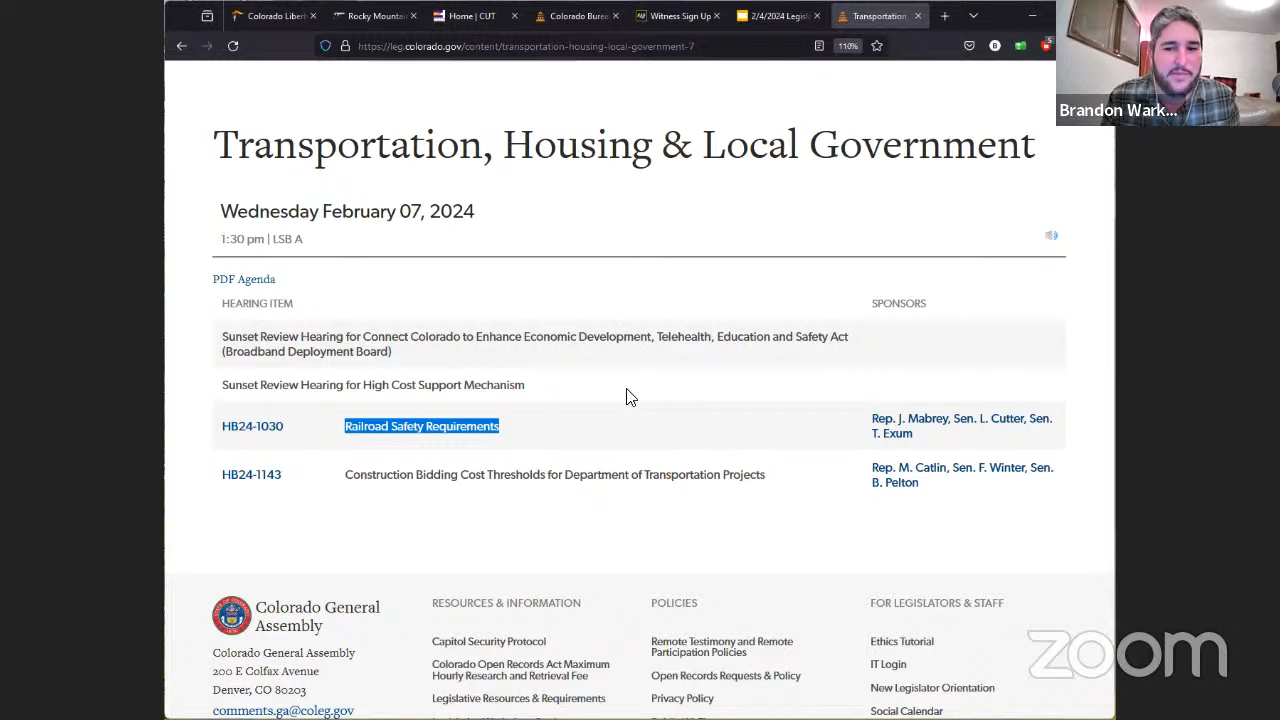 Colorado Libert
Rocky Mountain
Home | CUT
Colorado Burea
Witness Sign Up
2/4/2024 Legisl
Transportation,
https://leg.colorado.gov/content/transportation-housing-local-government-7
110%
5
Brandon Wark...
Transportation, Housing & Local Government
Wednesday February 07, 2024
1:30 pm | LSB A
PDF Agenda
HEARING ITEM
SPONSORS
Sunset Review Hearing for Connect Colorado to Enhance Economic Development, Telehealth, Education and Safety Act
(Broadband Deployment Board)
Sunset Review Hearing for High Cost Support Mechanism
HB24-1030
Railroad Safety Requirements
Rep. J. Mabrey, Sen. L. Cutter, Sen.
T. Exum
HB24-1143
Construction Bidding Cost Thresholds for Department of Transportation Projects
Rep. M. Catlin, Sen. F. Winter, Sen.
B. Pelton
Colorado General
Assembly
Colorado General Assembly
200 E Colfax Avenue
Denver, CO 80203
comments.ga@coleg.gov
RESOURCES & INFORMATION
Capitol Security Protocol
Colorado Open Records Act Maximum
Hourly Research and Retrieval Fee
Legislative Resources & Requirements
POLICIES
Remote Testimony and Remote
Participation Policies
Open Records Requests & Policy
Privacy Policy
FOR LEGISLATORS & STAFF
Ethics Tutorial
IT Login
New Legislator Orientation
Social Calendar
zoom